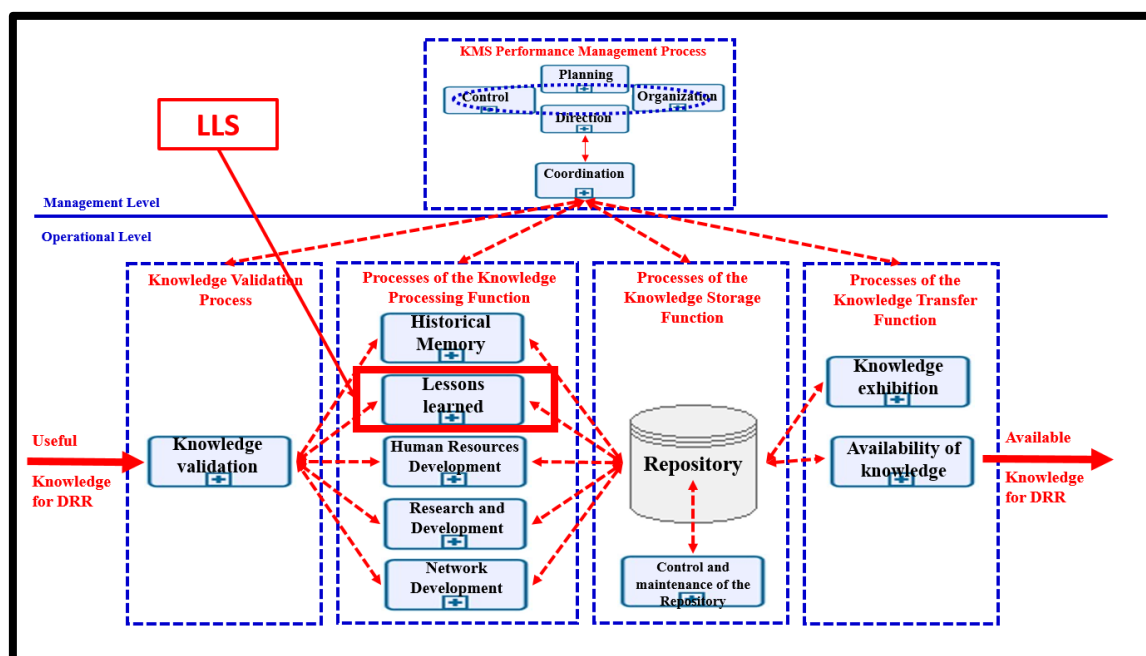 KMS Performance Management Process
Planning
Control
Organization
Direction
LLS
Coordination
Management Level
Operational Level
Knowledge Validation
Process
Processes of the Knowledge
Processing Function
Processes of the
Knowledge Storage
Function
Processes of the
Knowledge Transfer
Function
Historical
Memory
Lessons
learned
Human Resources
Development
Research and
Development
Network
Development
Useful
Knowledge
for DRR
Knowledge
validation
Repository
Control and
maintenance of the
Repository
Knowledge
exhibition
Availability of
knowledge
Available
Knowledge
for DRR